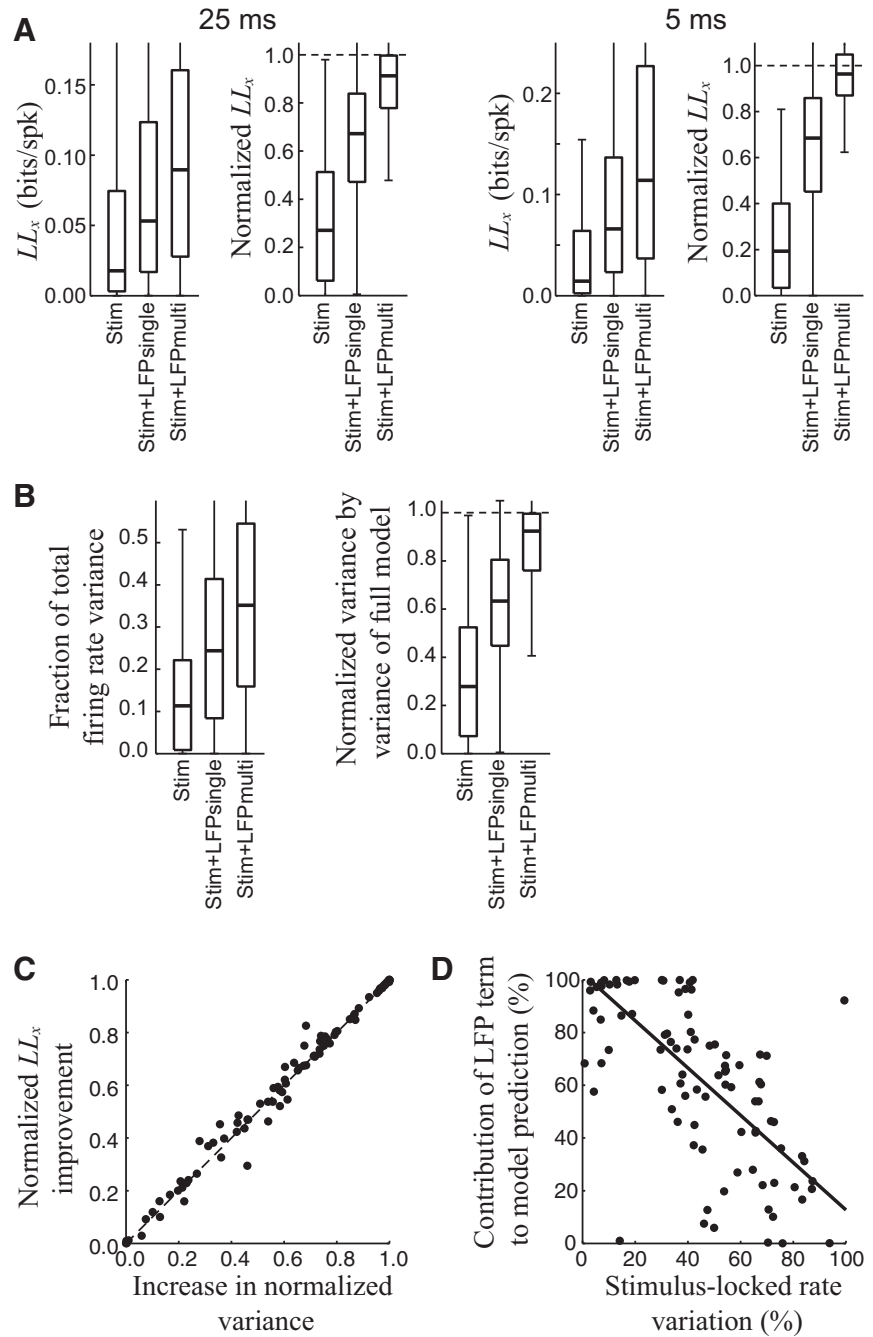 A
25 ms
5 ms
LLx (bits/spk)
0.15
0.10
0.05
0.00
Stim
Stim+LFPsingle
Stim+LFPmulti
Normalized LLx
1.0
0.8
0.6
0.4
0.2
0.0
Stim
Stim+LFPsingle
Stim+LFPmulti
LLx (bits/spk)
0.2
0.1
0.0
Stim
Stim+LFPsingle
Stim+LFPmulti
Normalized LLx
1.0
0.8
0.6
0.4
0.2
0.0
Stim
Stim+LFPsingle
Stim+LFPmulti
B
Fraction of total
firing rate variance
0.5
0.4
0.3
0.2
0.1
0.0
Stim
Stim+LFPsingle
Stim+LFPmulti
Normalized variance by
variance of full model
1.0
0.8
0.6
0.4
0.2
0.0
Stim
Stim+LFPsingle
Stim+LFPmulti
C
Normalized LLx
improvement
1.0
0.8
0.6
0.4
0.2
0.0
0.0 0.2 0.4 0.6 0.8 1.0
Increase in normalized
variance
D
Contribution of LFP term
to model prediction (%)
100
80
60
40
20
0
0 20 40 60 80 100
Stimulus-locked rate
variation (%)